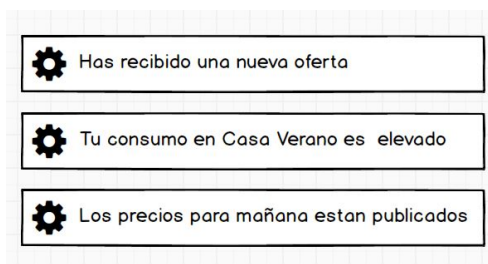 Has recibido una nueva oferta
Tu consumo en Casa Verano es elevado
Los precios para mañana estan publicados